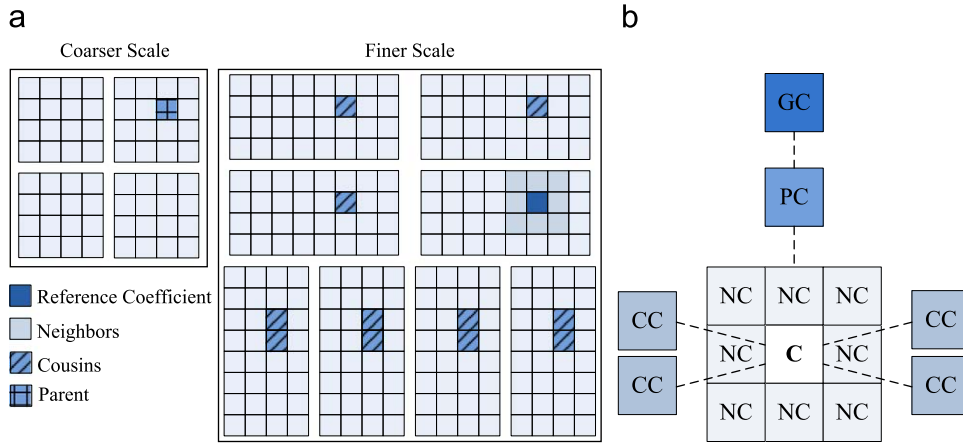 a
Coarser Scale
Finer Scale
Reference Coefficient
Neighbors
Cousins
Parent
b
GC
PC
NC NC NC
CC CC
NC C NC
CC CC
NC NC NC